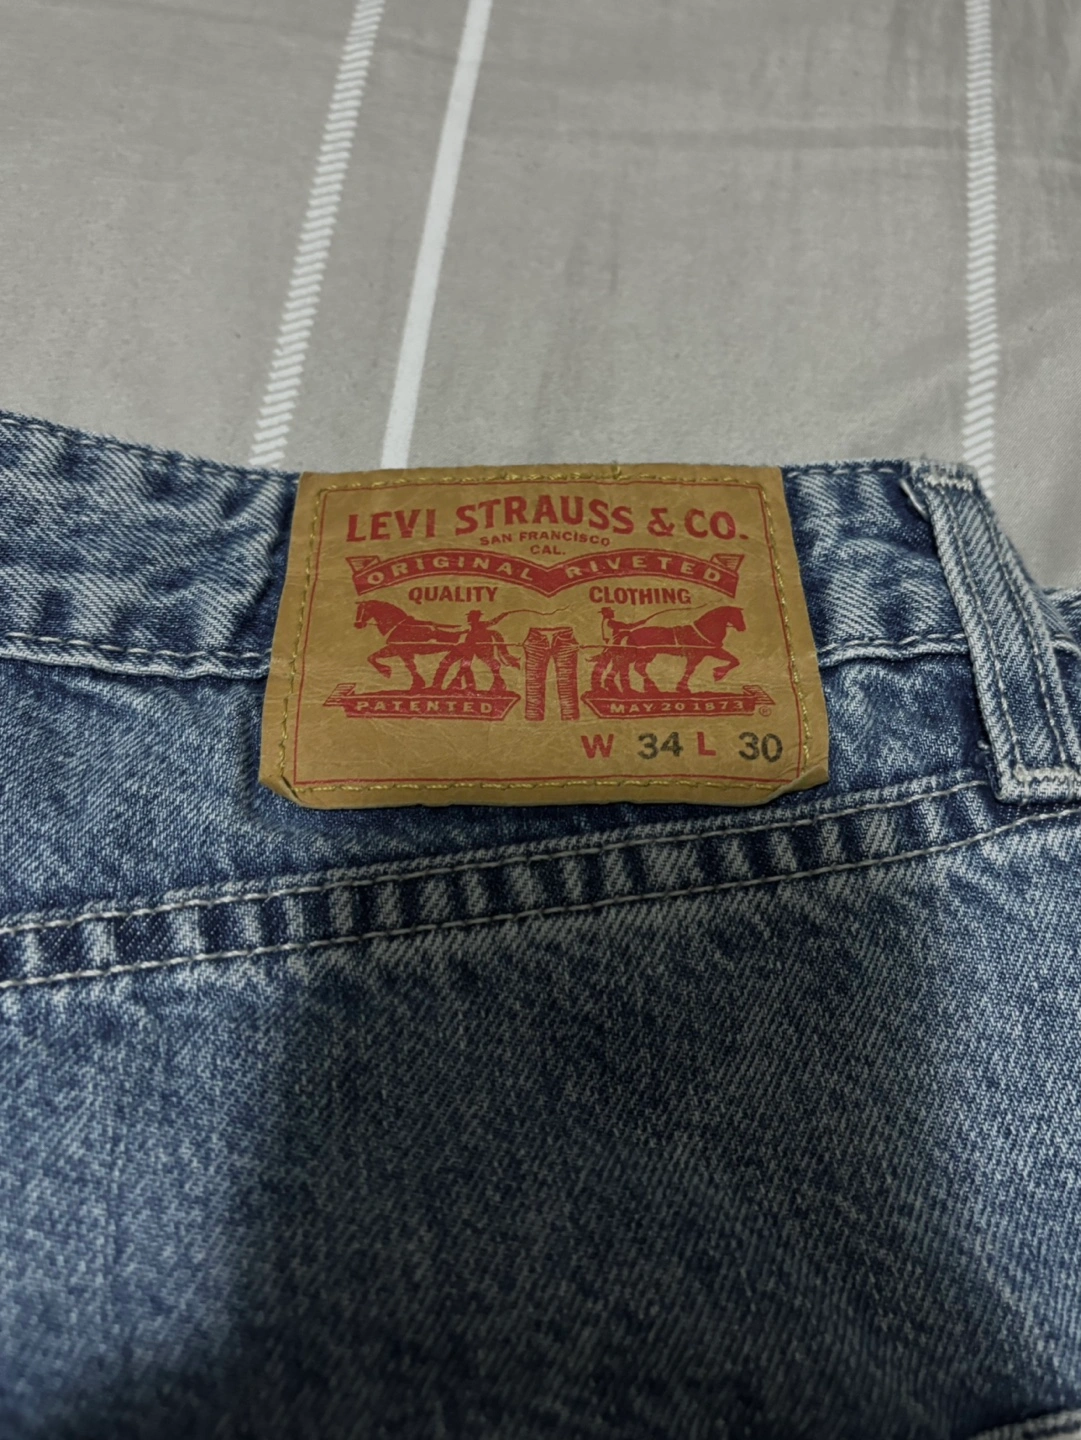 LEVI STRAUSS & CO.
SAN FRANCISCO
CAL.
ORIGINAL RIVETED
QUALITY CLOTHING
PATENTED MAY 20 1873 ®
W 34 L 30